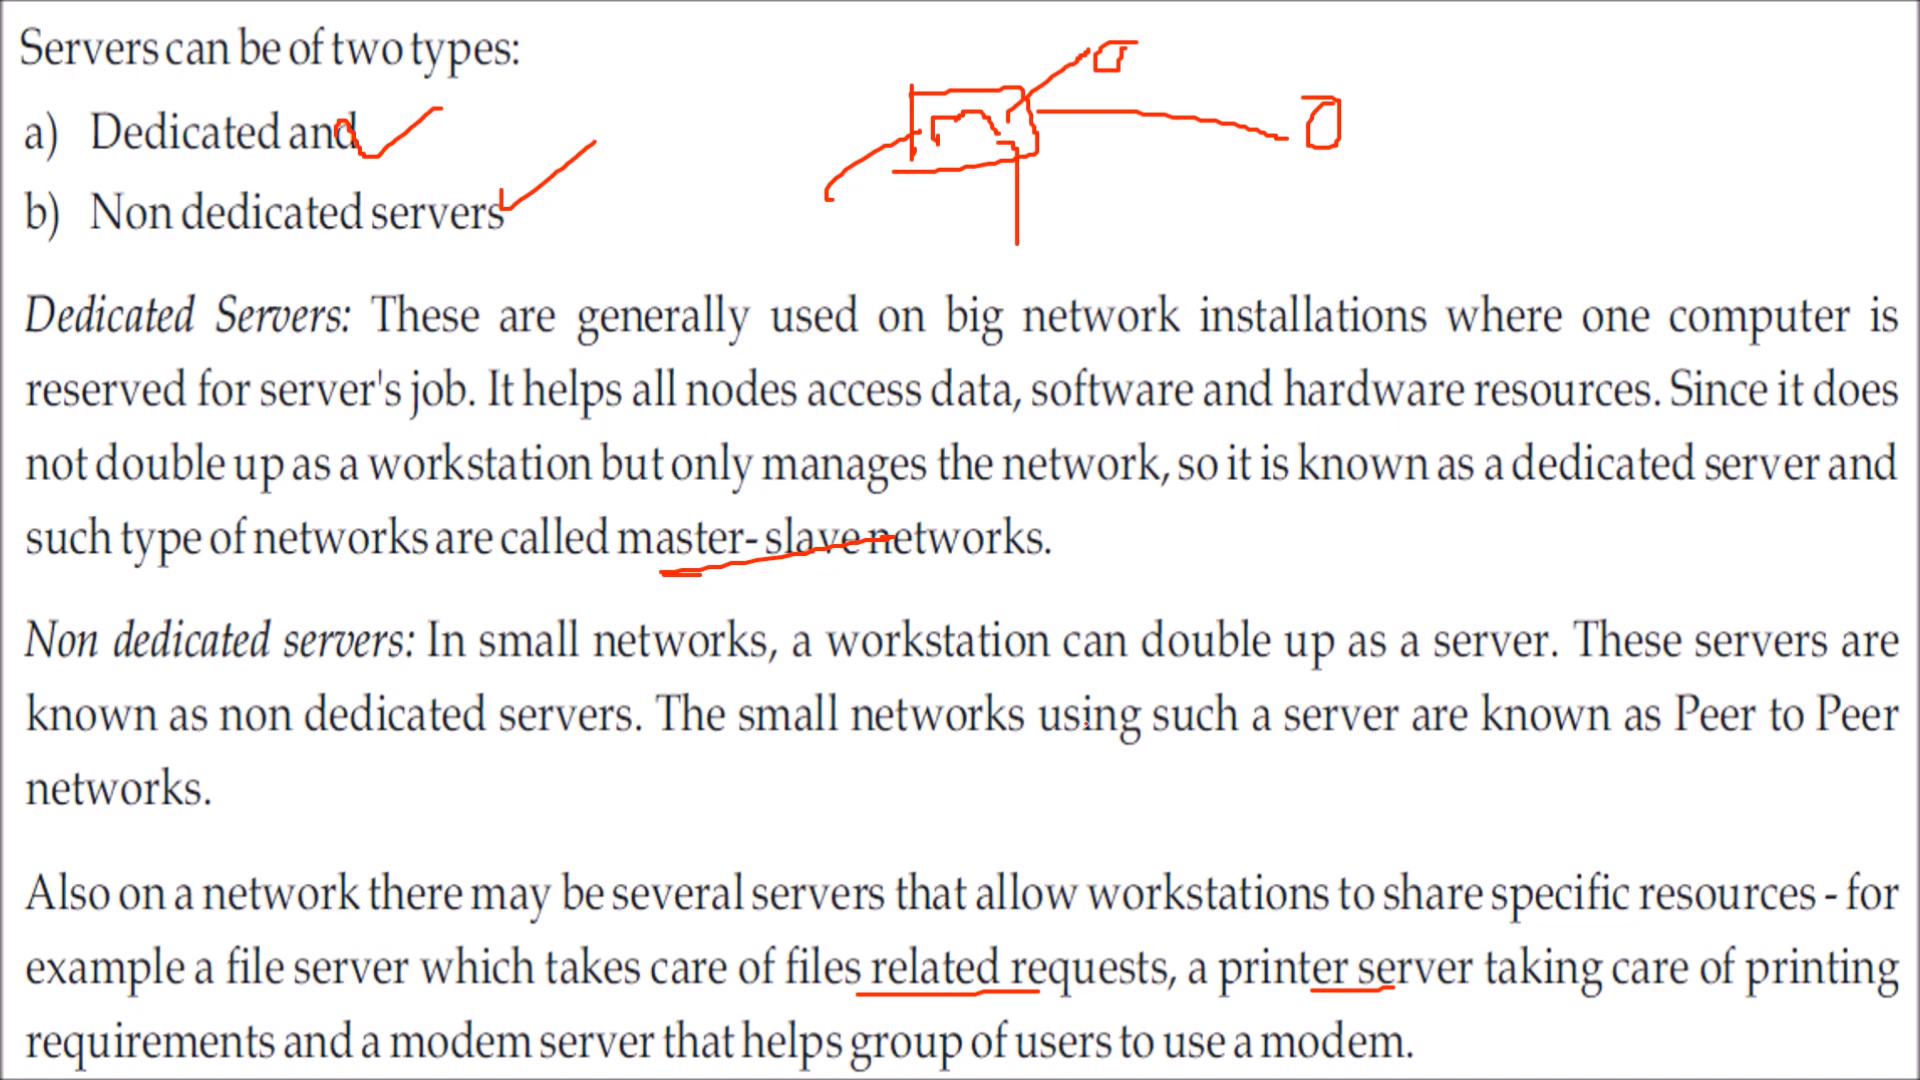 Servers can be of two types:
a) Dedicated and
b) Non dedicated servers
Dedicated Servers: These are generally used on big network installations where one computer is
reserved for server's job. It helps all nodes access data, software and hardware resources. Since it does
not double up as a workstation but only manages the network, so it is known as a dedicated server and
such type of networks are called master- slave networks.
Non dedicated servers: In small networks, a workstation can double up as a server. These servers are
known as non dedicated servers. The small networks using such a server are known as Peer to Peer
networks.
Also on a network there may be several servers that allow workstations to share specific resources - for
example a file server which takes care of files related requests, a printer server taking care of printing
requirements and a modem server that helps group of users to use a modem.